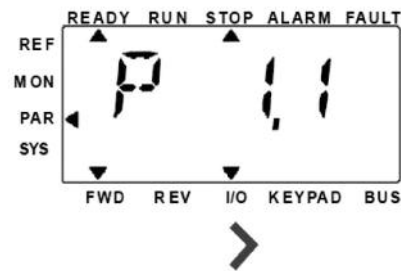 READY RUN STOP ALARM FAULT
REF
MON
P 1.1
PAR
SYS
FWD REV I/O KEYPAD BUS